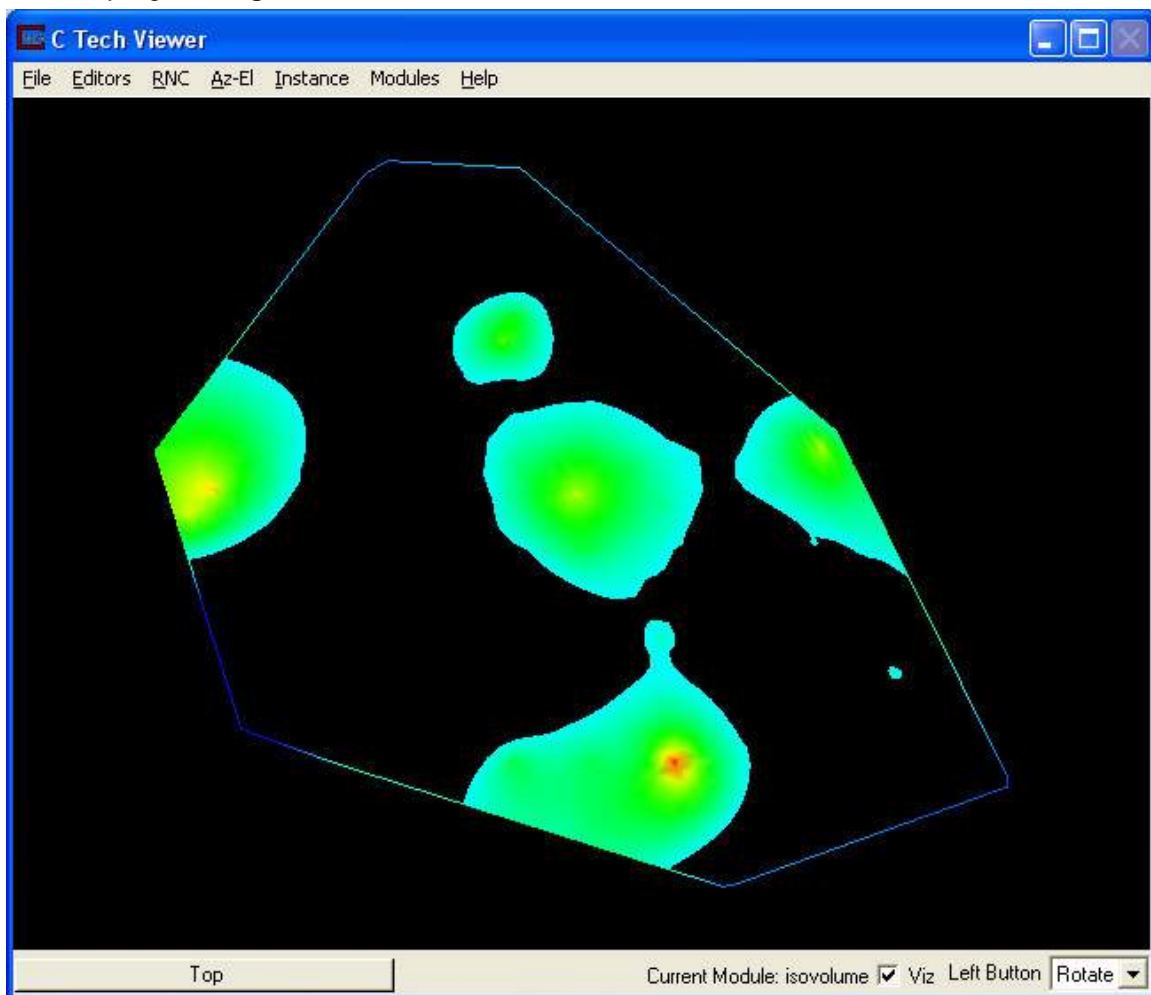 C Tech Viewer
File Editors RNC Az-El Instance Modules Help
Top Current Module: isovolume Viz Left Button Rotate